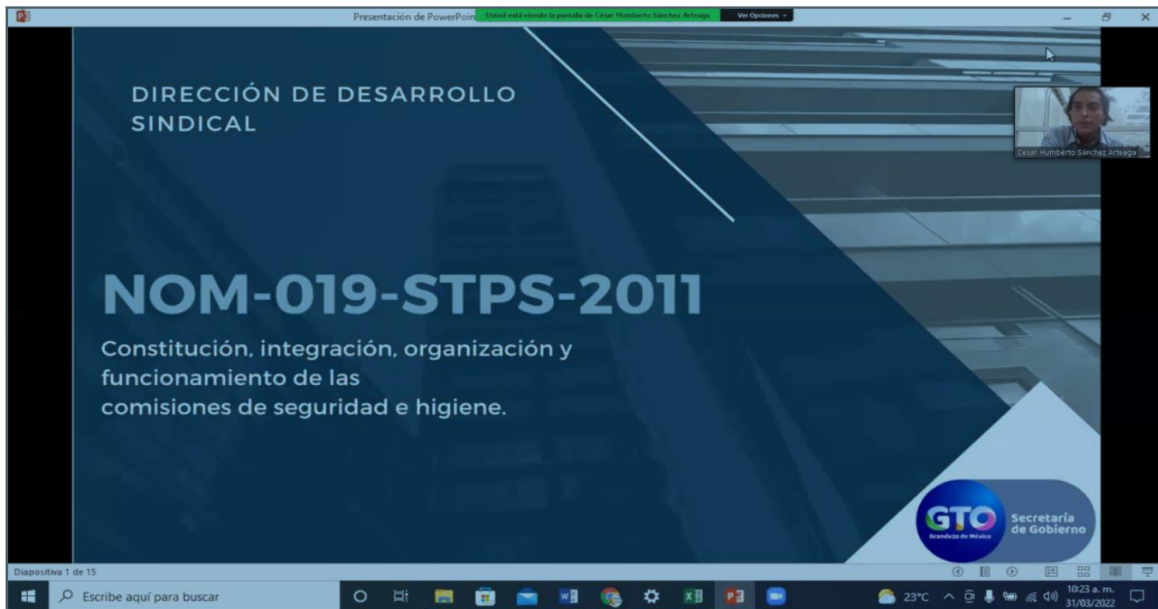 Presentación de PowerPoin
Usted está viendo la pantalla de César Humberto Sánchez Arteaga
Ver Opciones
DIRECCIÓN DE DESARROLLO
SINDICAL
César Humberto Sánchez Arteaga
NOM-019-STPS-2011
Constitución, integración, organización y
funcionamiento de las
comisiones de seguridad e higiene.
GTO
Grandeza de México
Secretaría
de Gobierno
Diapositiva 1 de 15
Escribe aquí para buscar
23°C
10:23 a. m.
31/03/2022